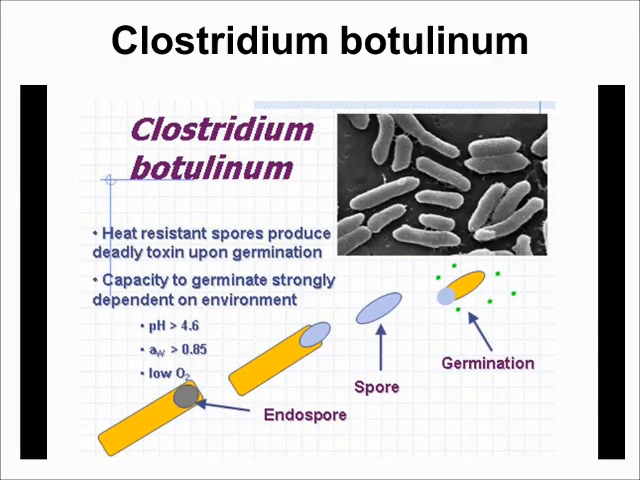 Clostridium botulinum
Clostridium
botulinum
• Heat resistant spores produce
deadly toxin upon germination
• Capacity to germinate strongly
dependent on environment
• pH > 4.6
• aw > 0.85
• low O2
Germination
Spore
Endospore